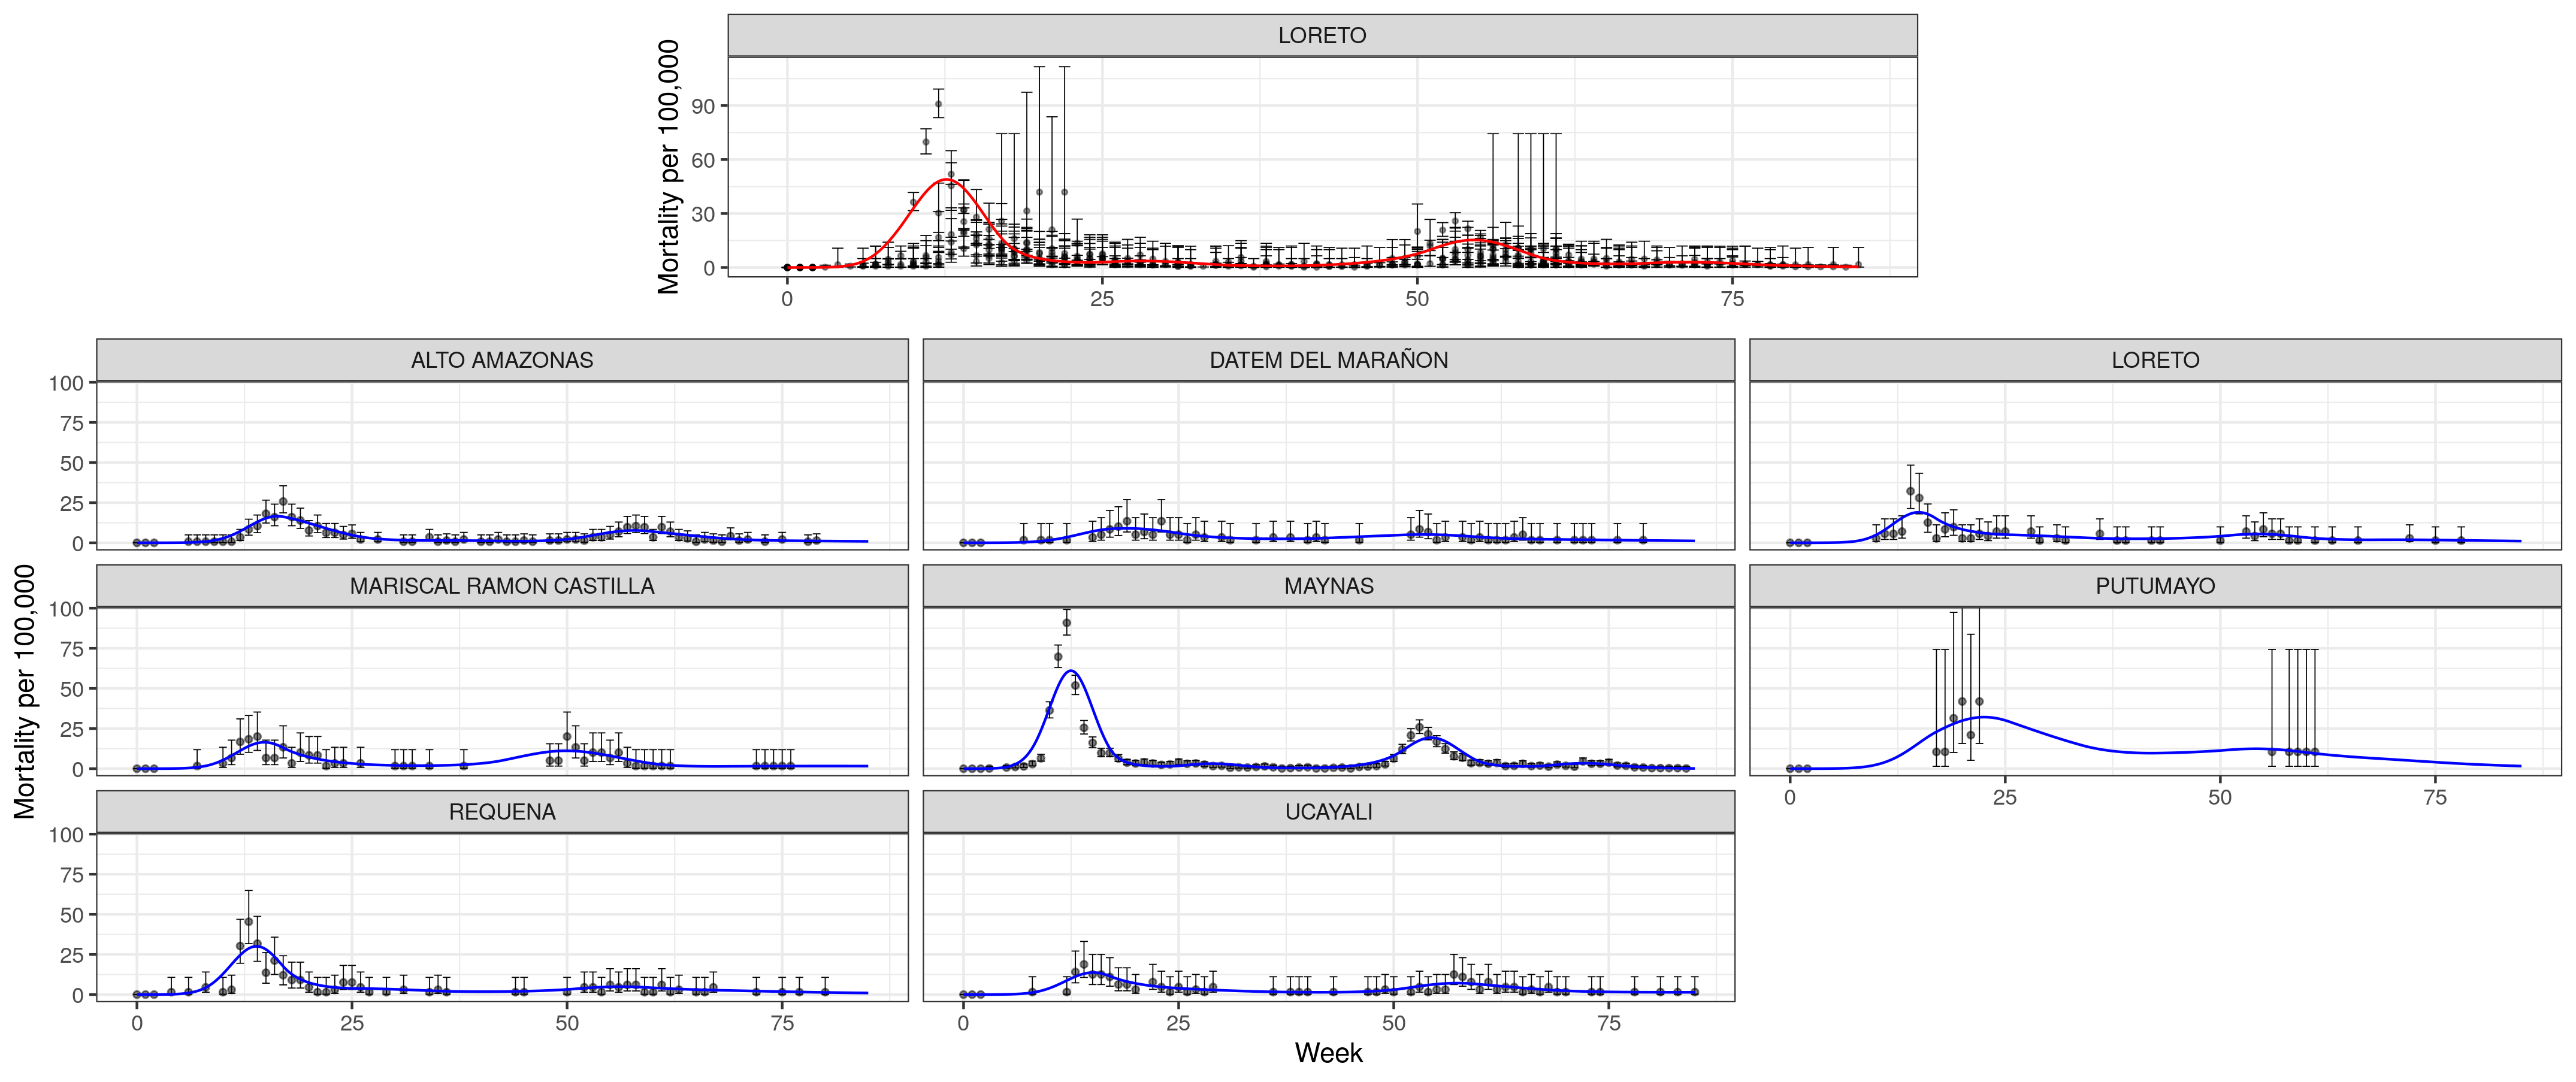 LORETO
Mortality per 100,000
90
60
30
0
0 25 50 75
ALTO AMAZONAS DATEM DEL MARAÑON LORETO
100
75
50
25
0
MARISCAL RAMON CASTILLA MAYNAS PUTUMAYO
Mortality per 100,000
100
75
50
25
0
0 25 50 75
REQUENA UCAYALI
100
75
50
25
0
0 25 50 75 0 25 50 75
Week